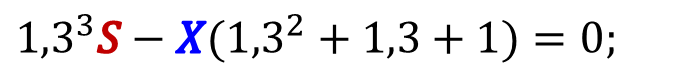 1,3³S − X(1,3² + 1,3 + 1) = 0;